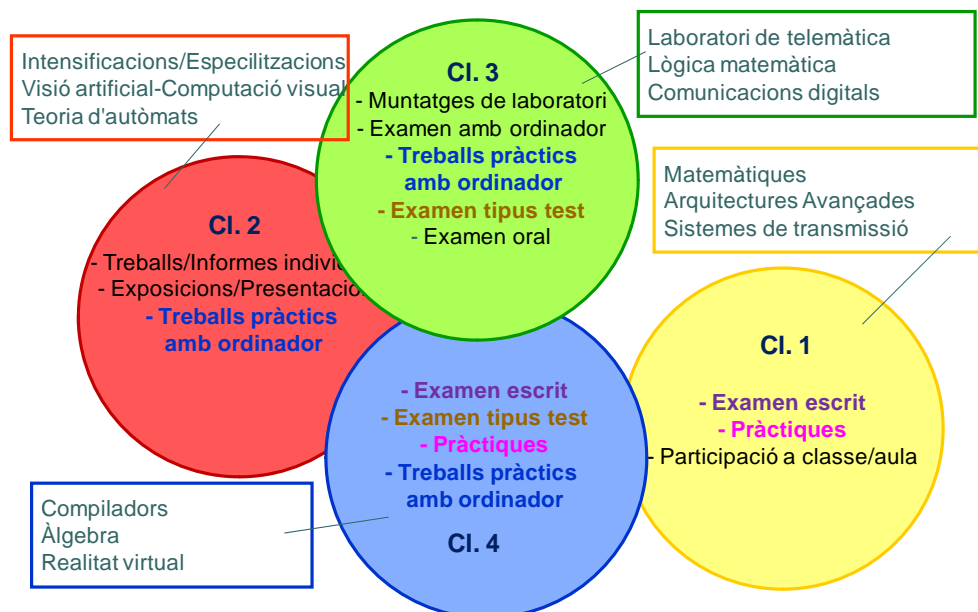 Intensificacions/Especilitzacions
Visió artificial-Computació visual
Teoria d'autòmats
Cl. 3
- Muntatges de laboratori
- Examen amb ordinador
- Treballs pràctics
amb ordinador
- Examen tipus test
- Examen oral
Laboratori de telemàtica
Lògica matemàtica
Comunicacions digitals
Matemàtiques
Arquitectures Avançades
Sistemes de transmissió
Cl. 2
- Treballs/Informes
- Exposicions/Presentacio
- Treballs pràctics
amb ordinador
Cl. 1
- Examen escrit
- Pràctiques
- Participació a classe/aula
- Examen escrit
- Examen tipus test
- Pràctiques
- Treballs pràctics
amb ordinador
Cl. 4
Compiladors
Àlgebra
Realitat virtual